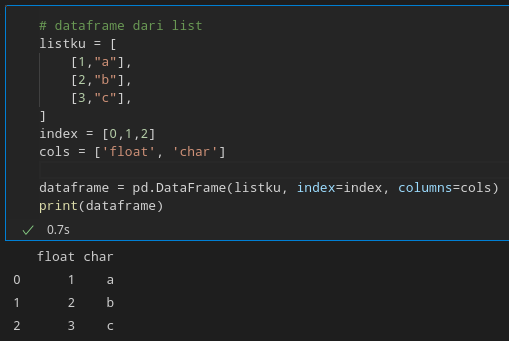 # dataframe dari list
listku = [
    [1,"a"],
    [2,"b"],
    [3,"c"],
]
index = [0,1,2]
cols = ['float', 'char']
dataframe = pd.DataFrame(listku, index=index, columns=cols)
print(dataframe)
✓ 0.7s
   float char
0      1    a
1      2    b
2      3    c